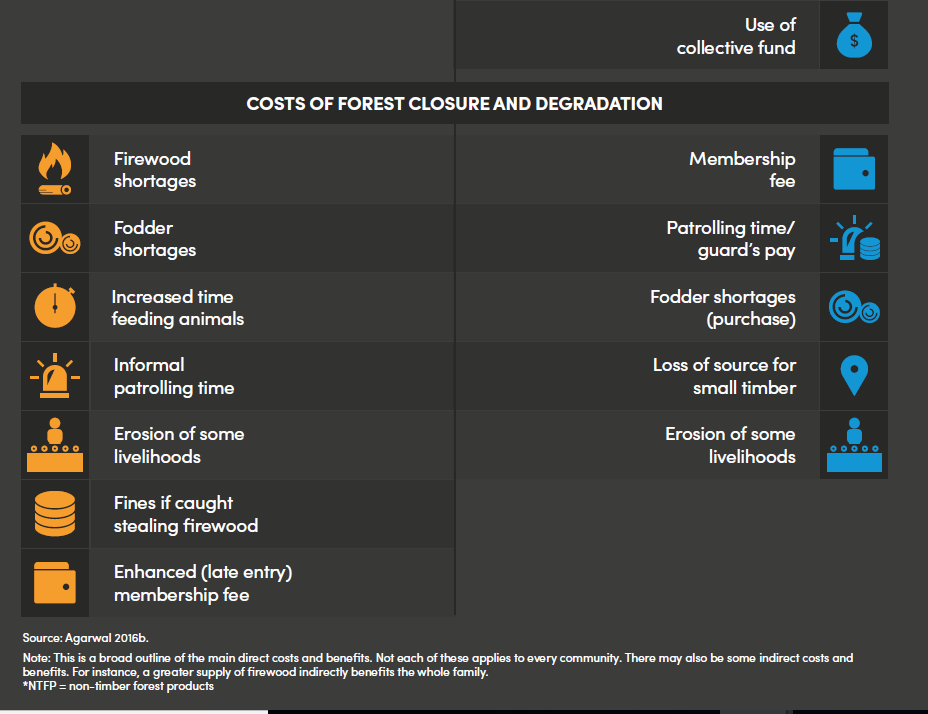 Use of
collective fund
$
COSTS OF FOREST CLOSURE AND DEGRADATION
Firewood
shortages
Membership
fee
Fodder
shortages
Patrolling time/
guard's pay
Increased time
feeding animals
Fodder shortages
(purchase)
Informal
patrolling time
Loss of source for
small timber
Erosion of some
livelihoods
Erosion of some
livelihoods
Fines if caught
stealing firewood
Enhanced (late entry)
membership fee
Source: Agarwal 2016b.
Note: This is a broad outline of the main direct costs and benefits. Not each of these applies to every community. There may also be some indirect costs and
benefits. For instance, a greater supply of firewood indirectly benefits the whole family.
*NTFP = non-timber forest products